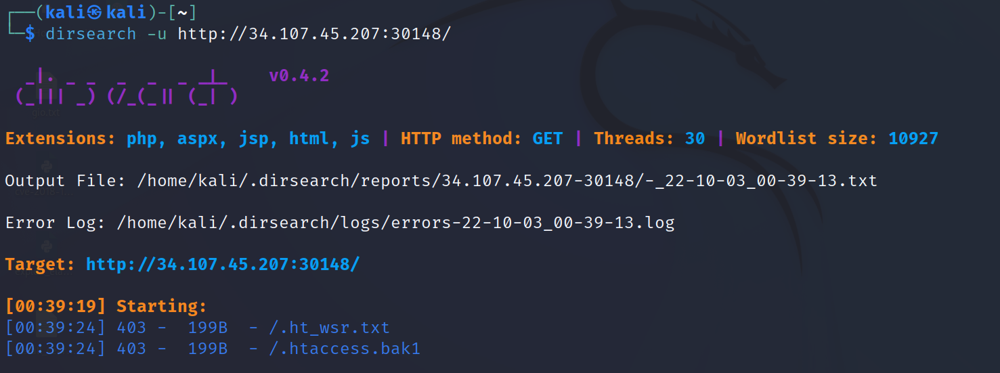 ┌──(kali㉿kali)-[~]
└─$ dirsearch -u http://34.107.45.207:30148/
  _|. _ _  _  _  _ _|_    v0.4.2
 (_||| _) (/_(_|| (_| )
Extensions: php, aspx, jsp, html, js | HTTP method: GET | Threads: 30 | Wordlist size: 10927
Output File: /home/kali/.dirsearch/reports/34.107.45.207-30148/-_22-10-03_00-39-13.txt
Error Log: /home/kali/.dirsearch/logs/errors-22-10-03_00-39-13.log
Target: http://34.107.45.207:30148/
[00:39:19] Starting:
[00:39:24] 403 -  199B  - /.ht_wsr.txt
[00:39:24] 403 -  199B  - /.htaccess.bak1